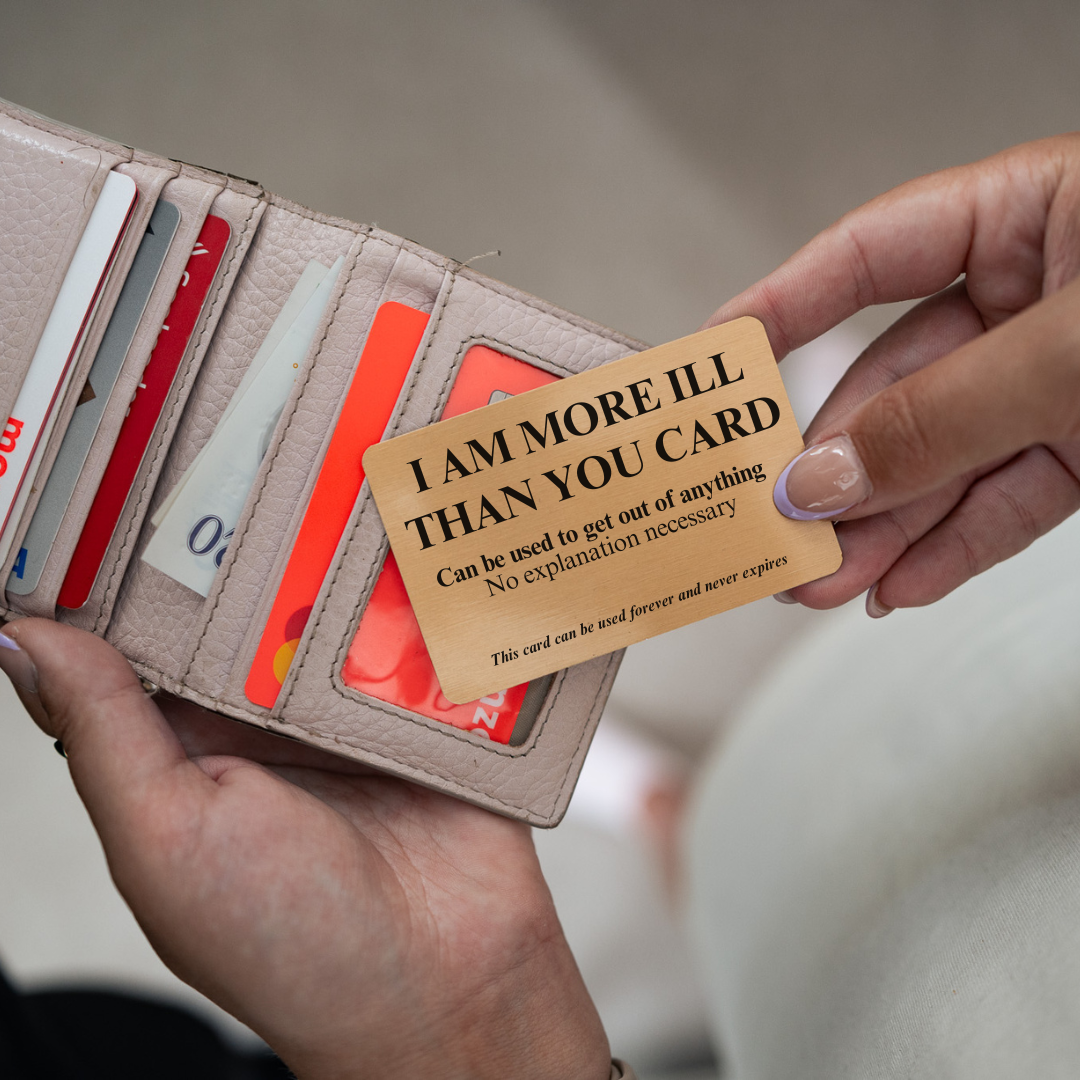 I AM MORE ILL
THAN YOU CARD
Can be used to get out of anything
No explanation necessary
This card can be used forever and never expires